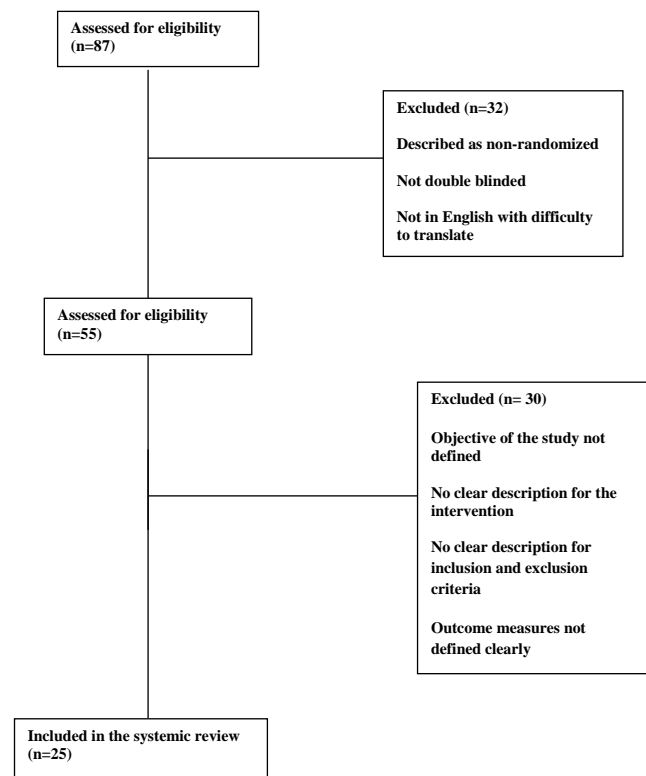 Assessed for eligibility
(n=87)
Excluded (n=32)
Described as non-randomized
Not double blinded
Not in English with difficulty
to translate
Assessed for eligibility
(n=55)
Excluded (n= 30)
Objective of the study not
defined
No clear description for the
intervention
No clear description for
inclusion and exclusion
criteria
Outcome measures not
defined clearly
Included in the systemic review
(n=25)